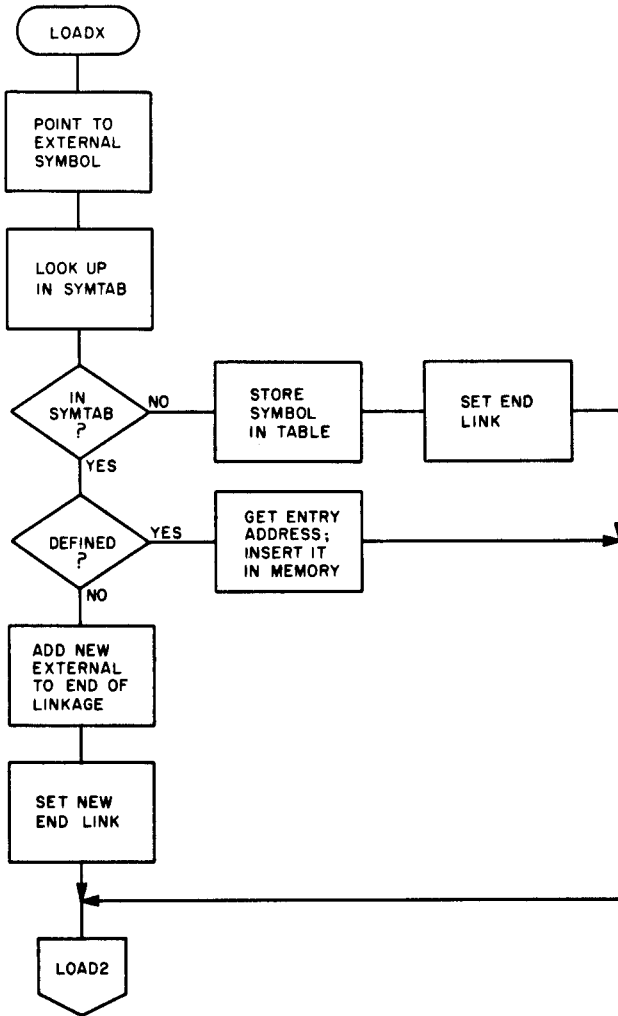 LOADX
POINT TO
EXTERNAL
SYMBOL
LOOK UP
IN SYMTAB
IN
SYMTAB
?
NO
STORE
SYMBOL
IN TABLE
SET END
LINK
YES
DEFINED
?
YES
GET ENTRY
ADDRESS;
INSERT IT
IN MEMORY
NO
ADD NEW
EXTERNAL
TO END OF
LINKAGE
SET NEW
END LINK
LOAD2